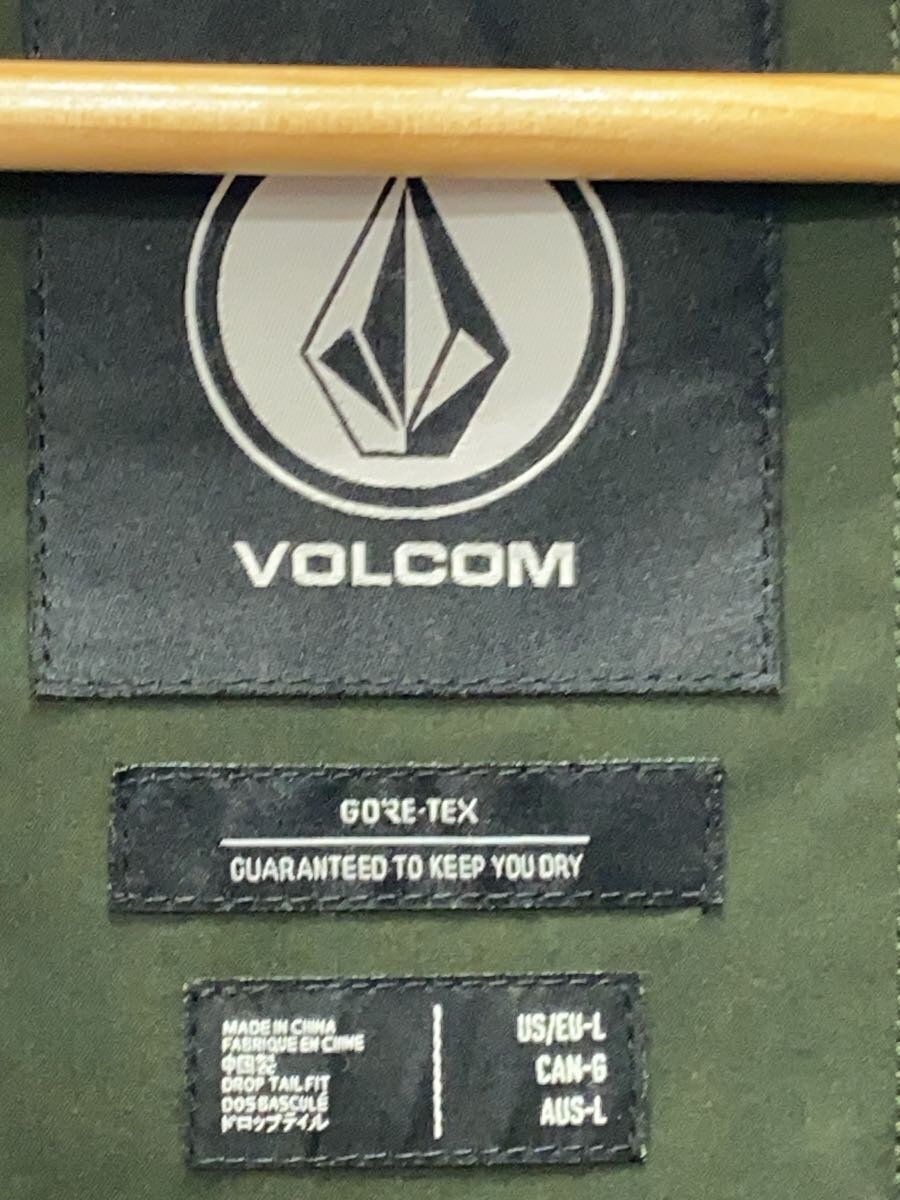 VOLCOM
GORE-TEX
GUARANTEED TO KEEP YOU DRY
MADE IN CHINA
FABRIQUE EN CHINE
中国製
DROP TAIL FIT
DOS BASCULÉ
ドロップテイル
US/EU-L
CAN-G
AUS-L